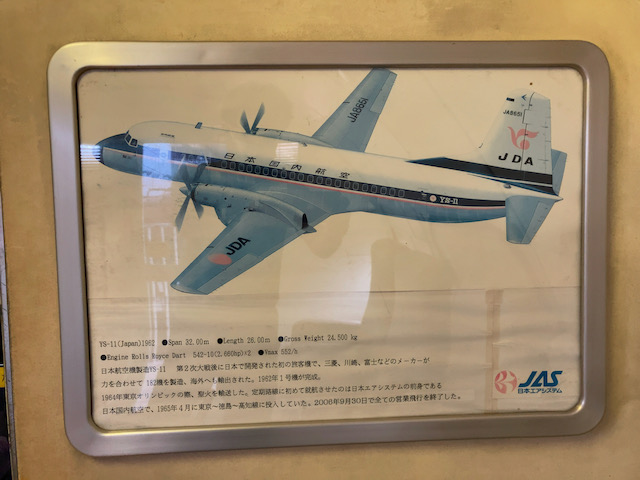 JA8651
JA8651
JDA
日本国内航空
YS-11
JDA
YS-11(Japan)1962 ●Span 32.00m ●Length 26.00m ●Gross Weight 24,500 kg
●Engine Rolls Royce Dart 542-10(2,660hp)×2 ●Vmax 552/h
日本航空機製造YS-11 第2次大戦後に日本で開発された初の旅客機で、三菱、川崎、富士などのメーカーが
力を合わせて 182機を製造、海外へも輸出された。1962年1号機が完成。
1964年東京オリンピックの際、聖火を輸送した。定期路線に初めて就航させたのは日本エアシステムの前身である
日本国内航空で、1965年4月に東京〜徳島〜高知線に投入していた。2006年9月30日で全ての営業飛行を終了した。
JAS
日本エアシステム